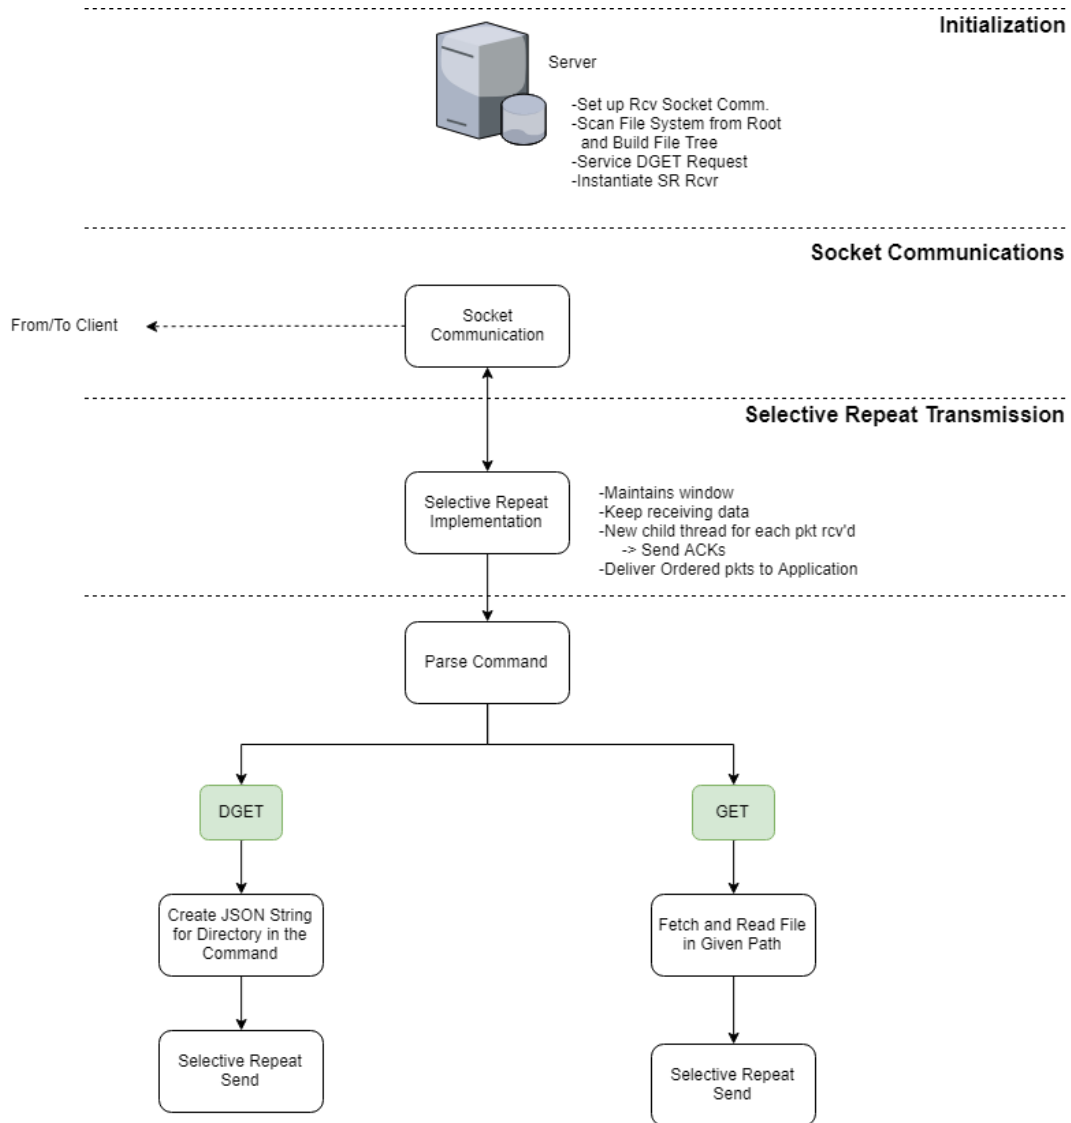 Initialization
Server
-Set up Rcv Socket Comm.
-Scan File System from Root
and Build File Tree
-Service DGET Request
-Instantiate SR Rcvr
Socket Communications
From/To Client
Socket
Communication
Selective Repeat Transmission
Selective Repeat
Implementation
-Maintains window
-Keep receiving data
-New child thread for each pkt rcv'd
-> Send ACKs
-Deliver Ordered pkts to Application
Parse Command
DGET
GET
Create JSON String
for Directory in the
Command
Fetch and Read File
in Given Path
Selective Repeat
Send
Selective Repeat
Send